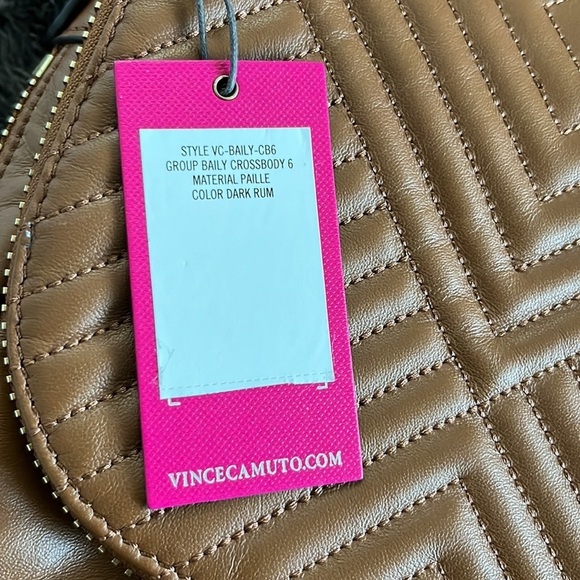 STYLE VC-BAILY-CB6
GROUP BAILY CROSSBODY 6
MATERIAL PAILLE
COLOR DARK RUM
VINCECAMUTO.COM